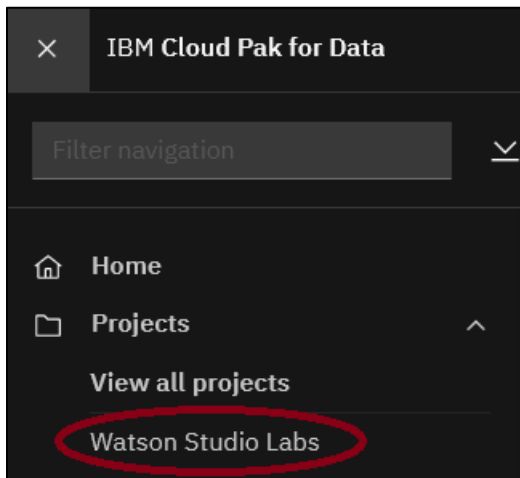 IBM Cloud Pak for Data
Filter navigation
Home
Projects
View all projects
Watson Studio Labs